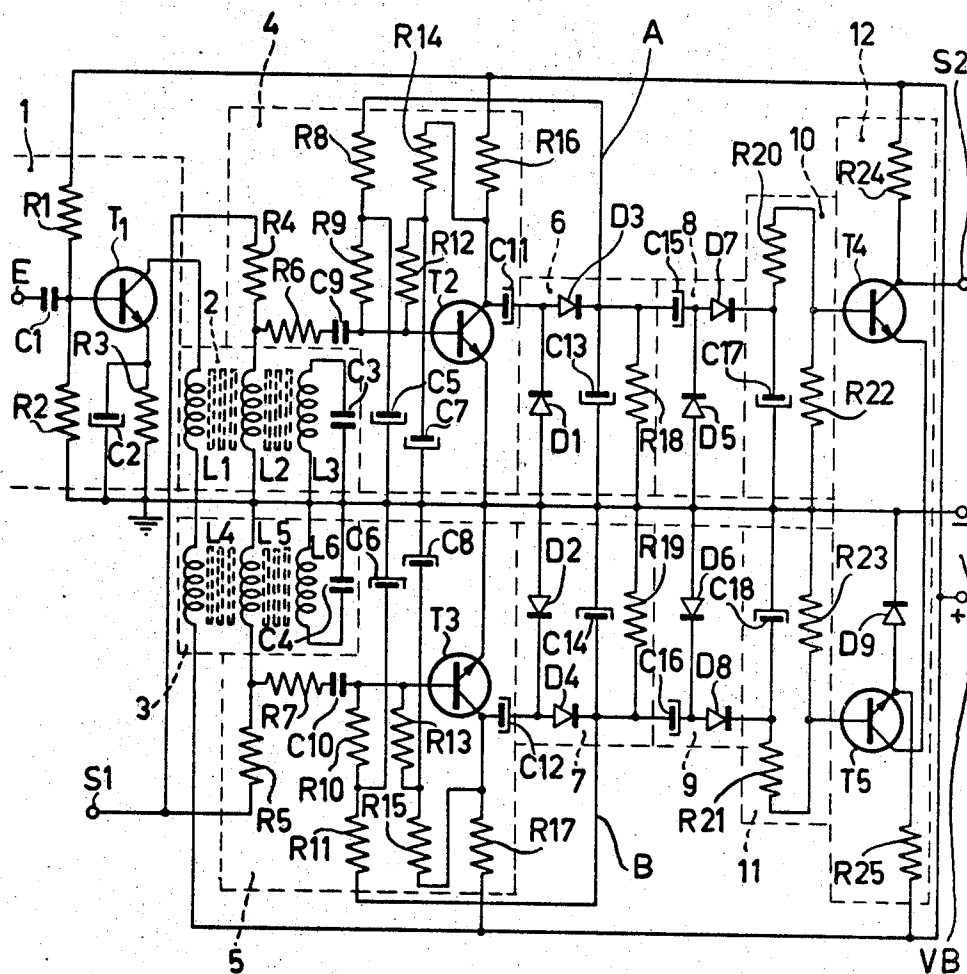 4
R14
A
12
S2
1
R8
R16
R20
10
R24
R1
T1
R4
R9
R12
C11
6
D3
C15
8
D7
T4
E
R6
C9
T2
2
C1
R3
C3
C5
C13
C17
R2
C7
R22
C2
D1
R18
D5
L1
L2
L3
–
L4
L5
L6
C6
C8
D2
R19
D6
R23
V
C18
+
C4
T3
C14
D9
C16
D4
D8
3
R7
R13
C10
C12
7
9
T5
S1
R10
R5
R15
R21
R11
R17
11
R25
B
5
VB